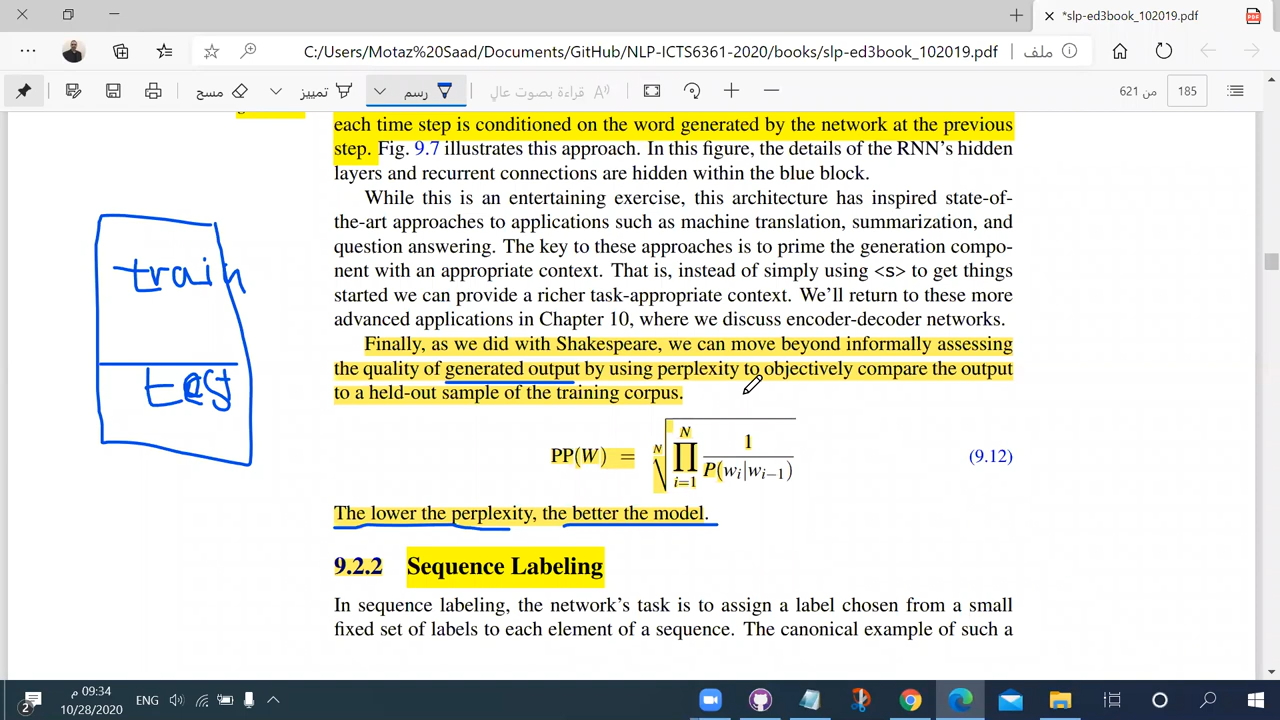 *slp-ed3book_102019.pdf
C:/Users/Motaz%20Saad/Documents/GitHub/NLP-ICTS6361-2020/books/slp-ed3book_102019.pdf
ملف
مسح
تمييز
رسم
قراءة بصوت عالٍ
185
من 621
each time step is conditioned on the word generated by the network at the previous
step. Fig. 9.7 illustrates this approach. In this figure, the details of the RNN’s hidden
layers and recurrent connections are hidden within the blue block.
While this is an entertaining exercise, this architecture has inspired state-of-
the-art approaches to applications such as machine translation, summarization, and
question answering. The key to these approaches is to prime the generation compo-
nent with an appropriate context. That is, instead of simply using <s> to get things
started we can provide a richer task-appropriate context. We’ll return to these more
advanced applications in Chapter 10, where we discuss encoder-decoder networks.
Finally, as we did with Shakespeare, we can move beyond informally assessing
the quality of generated output by using perplexity to objectively compare the output
to a held-out sample of the training corpus.
PP(W) = N√∏ N i=1 1 P(wi|wi−1)
(9.12)
The lower the perplexity, the better the model.
9.2.2 Sequence Labeling
In sequence labeling, the network’s task is to assign a label chosen from a small
fixed set of labels to each element of a sequence. The canonical example of such a
train
test
2
09:34 م
10/28/2020
ENG